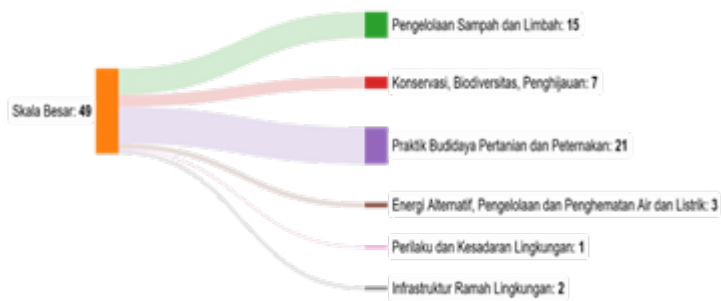 Pengelolaan Sampah dan Limbah: 15
Konservasi, Biodiversitas, Penghijauan: 7
Skala Besar: 49
Praktik Budidaya Pertanian dan Peternakan: 21
Energi Alternatif, Pengelolaan dan Penghematan Air dan Listrik: 3
Perilaku dan Kesadaran Lingkungan: 1
Infrastruktur Ramah Lingkungan: 2